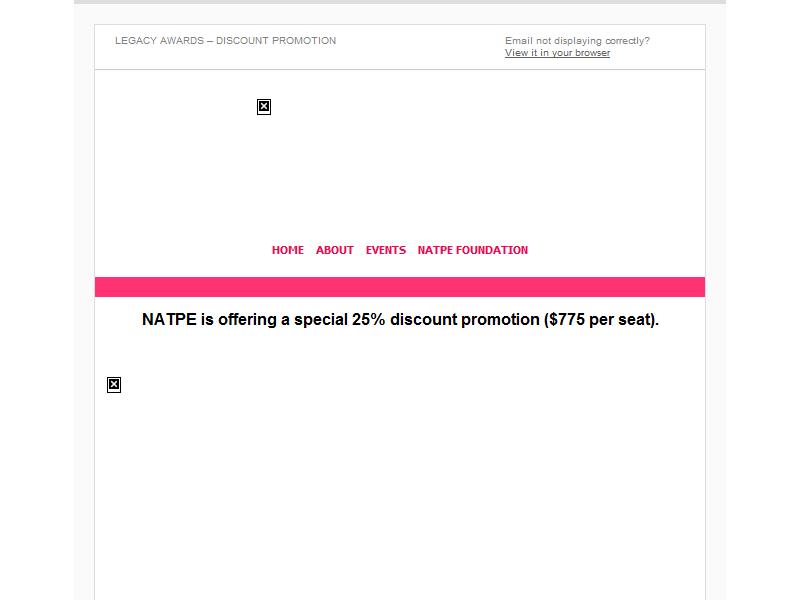 LEGACY AWARDS – DISCOUNT PROMOTION
Email not displaying correctly?
View it in your browser
HOME ABOUT EVENTS NATPE FOUNDATION
NATPE is offering a special 25% discount promotion ($775 per seat).